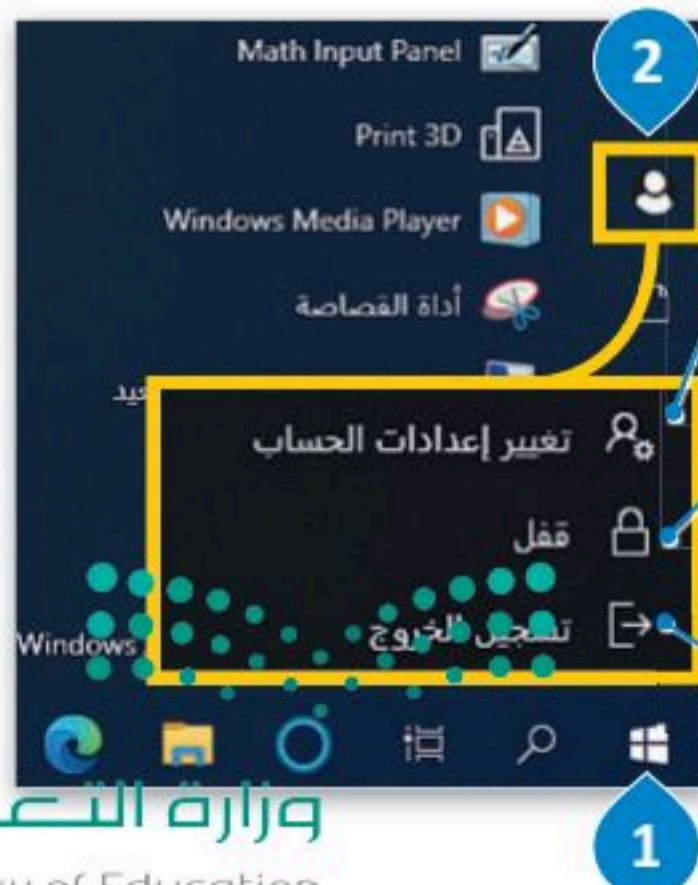 2
Math Input Panel
Print 3D
Windows Media Player
أداة القصاصة
تغيير إعدادات الحساب
قفل
تسجيل الخروج
Windows
1
وزارة التعـ
of Education